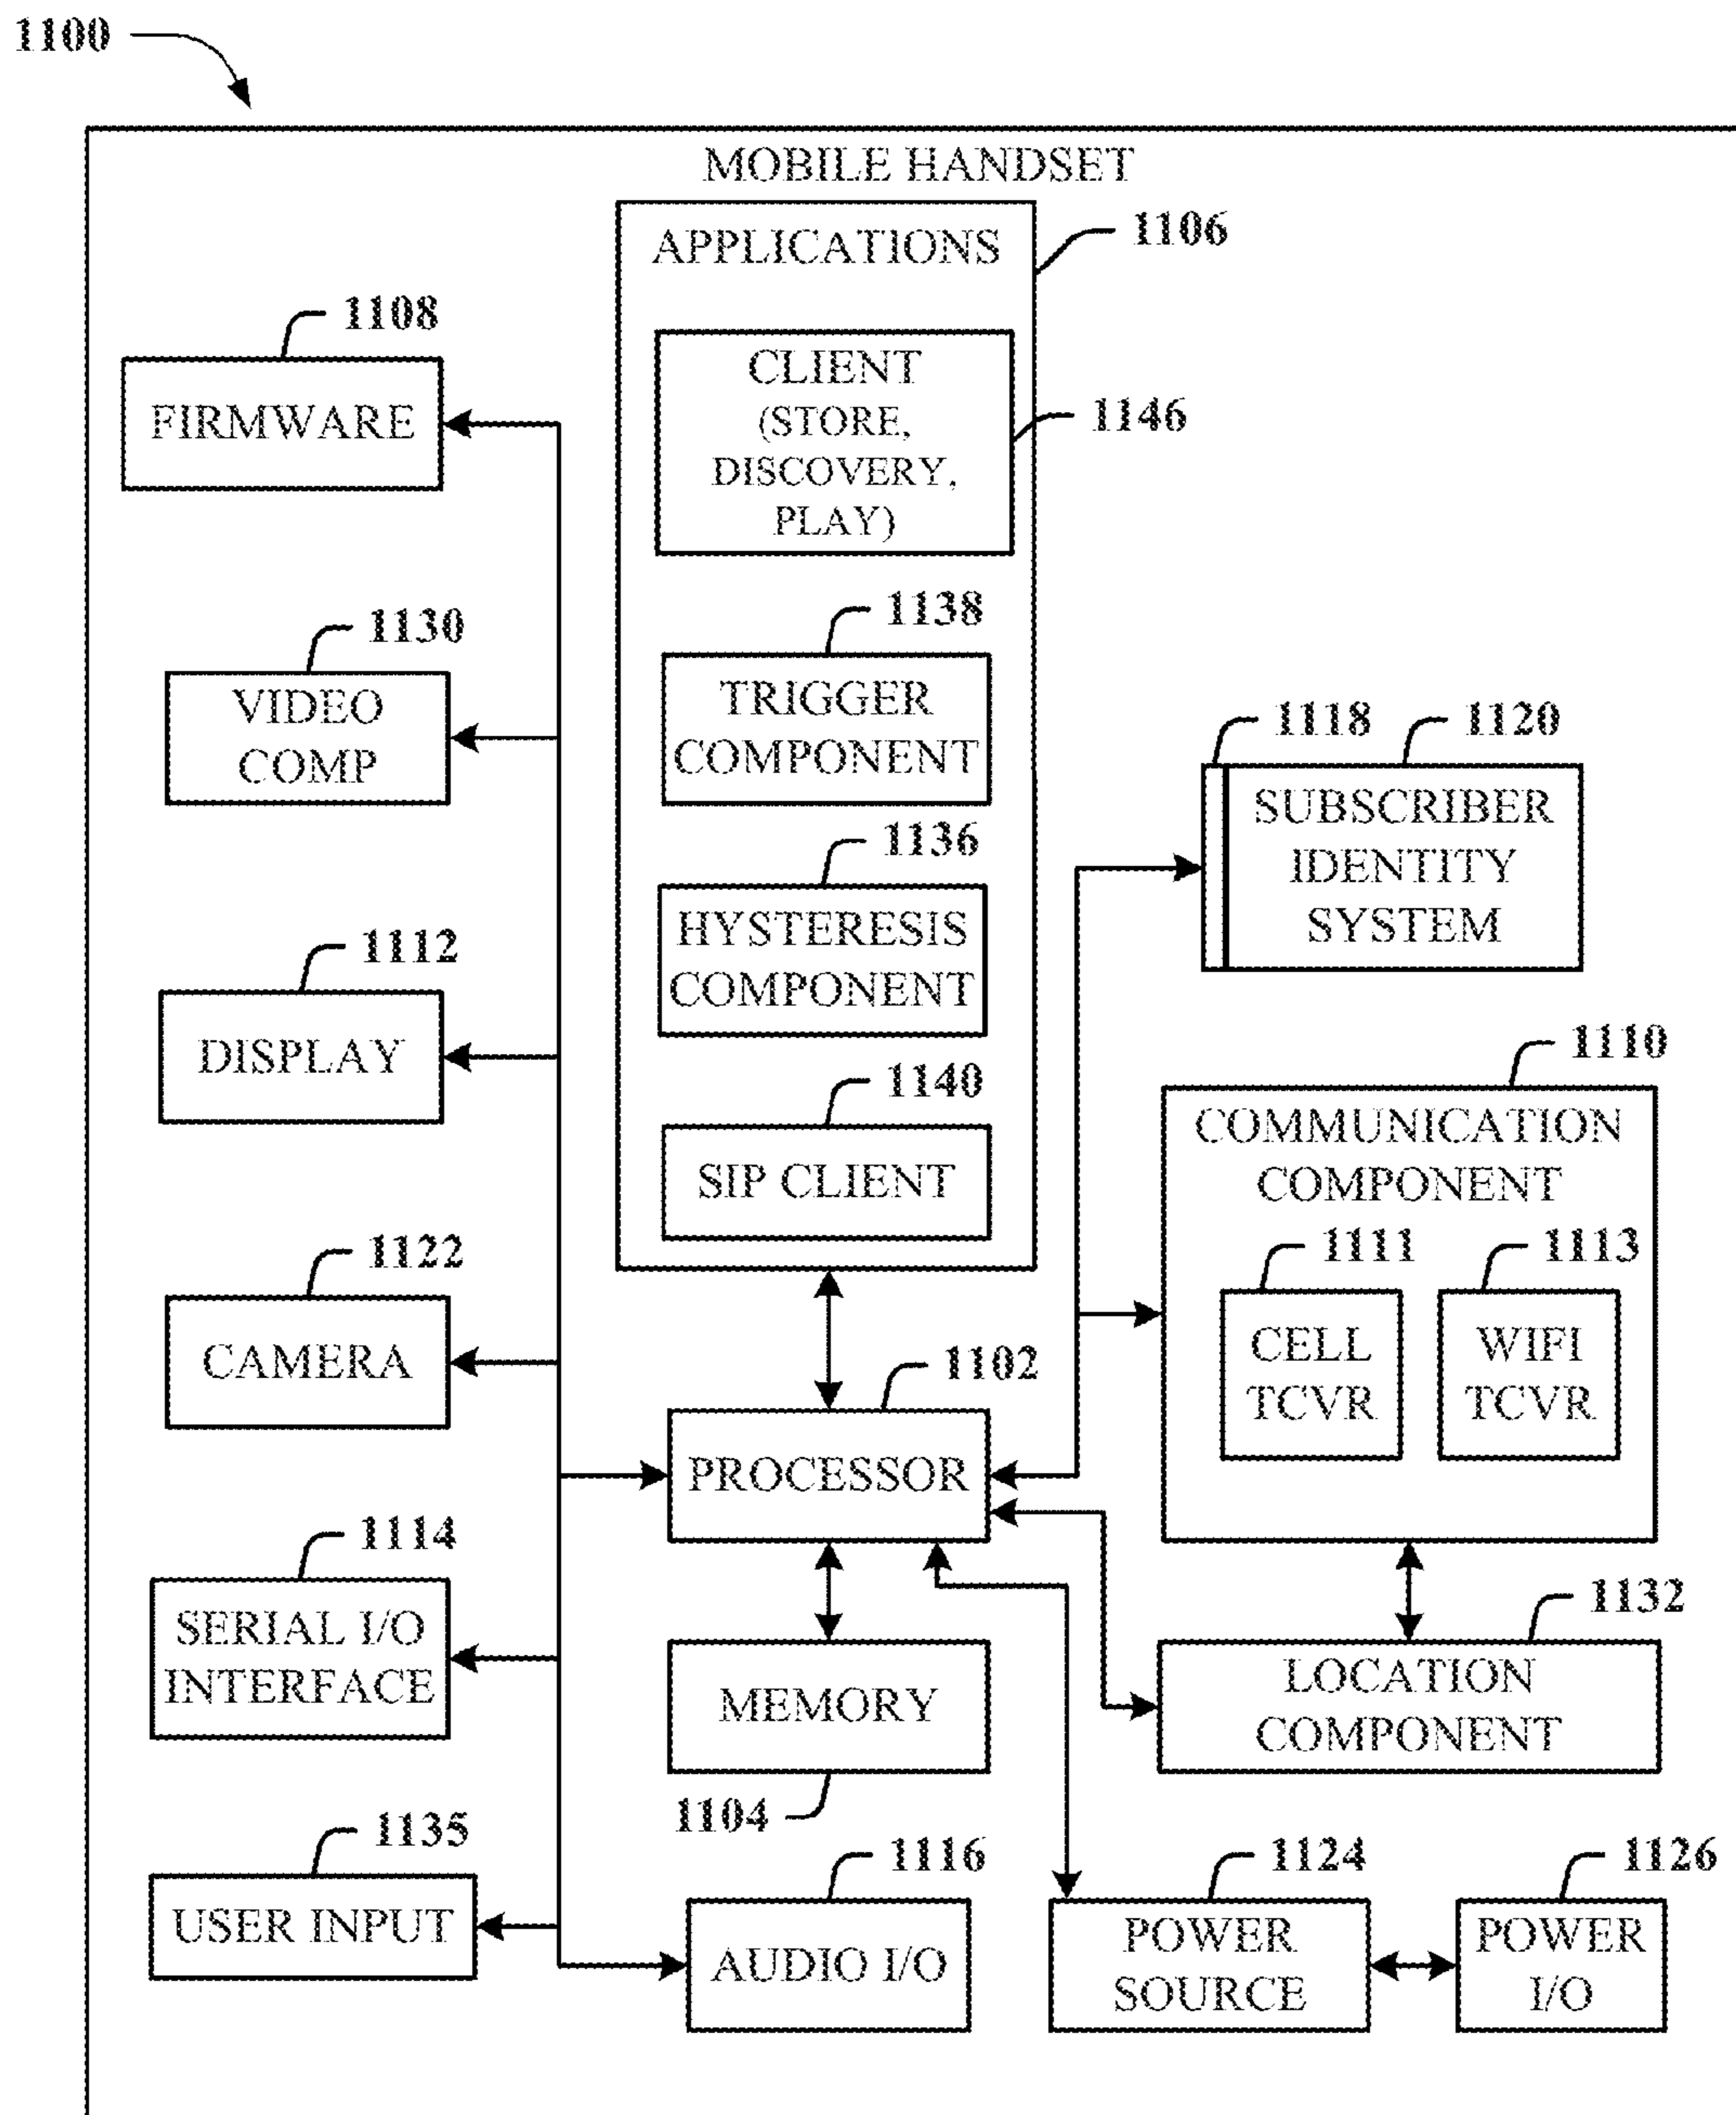 1100
MOBILE HANDSET
APPLICATIONS
1106
CLIENT
(STORE,
DISCOVERY,
PLAY)
1146
1108
FIRMWARE
1138
TRIGGER
COMPONENT
1130
VIDEO
COMP
1118
1120
SUBSCRIBER
IDENTITY
SYSTEM
1136
HYSTERESIS
COMPONENT
1112
DISPLAY
1110
COMMUNICATION
COMPONENT
1140
SIP CLIENT
1111
CELL
TCVR
1113
WIFI
TCVR
1122
CAMERA
1102
PROCESSOR
1114
SERIAL I/O
INTERFACE
1132
LOCATION
COMPONENT
MEMORY
1104
1135
USER INPUT
1116
AUDIO I/O
1124
POWER
SOURCE
1126
POWER
I/O